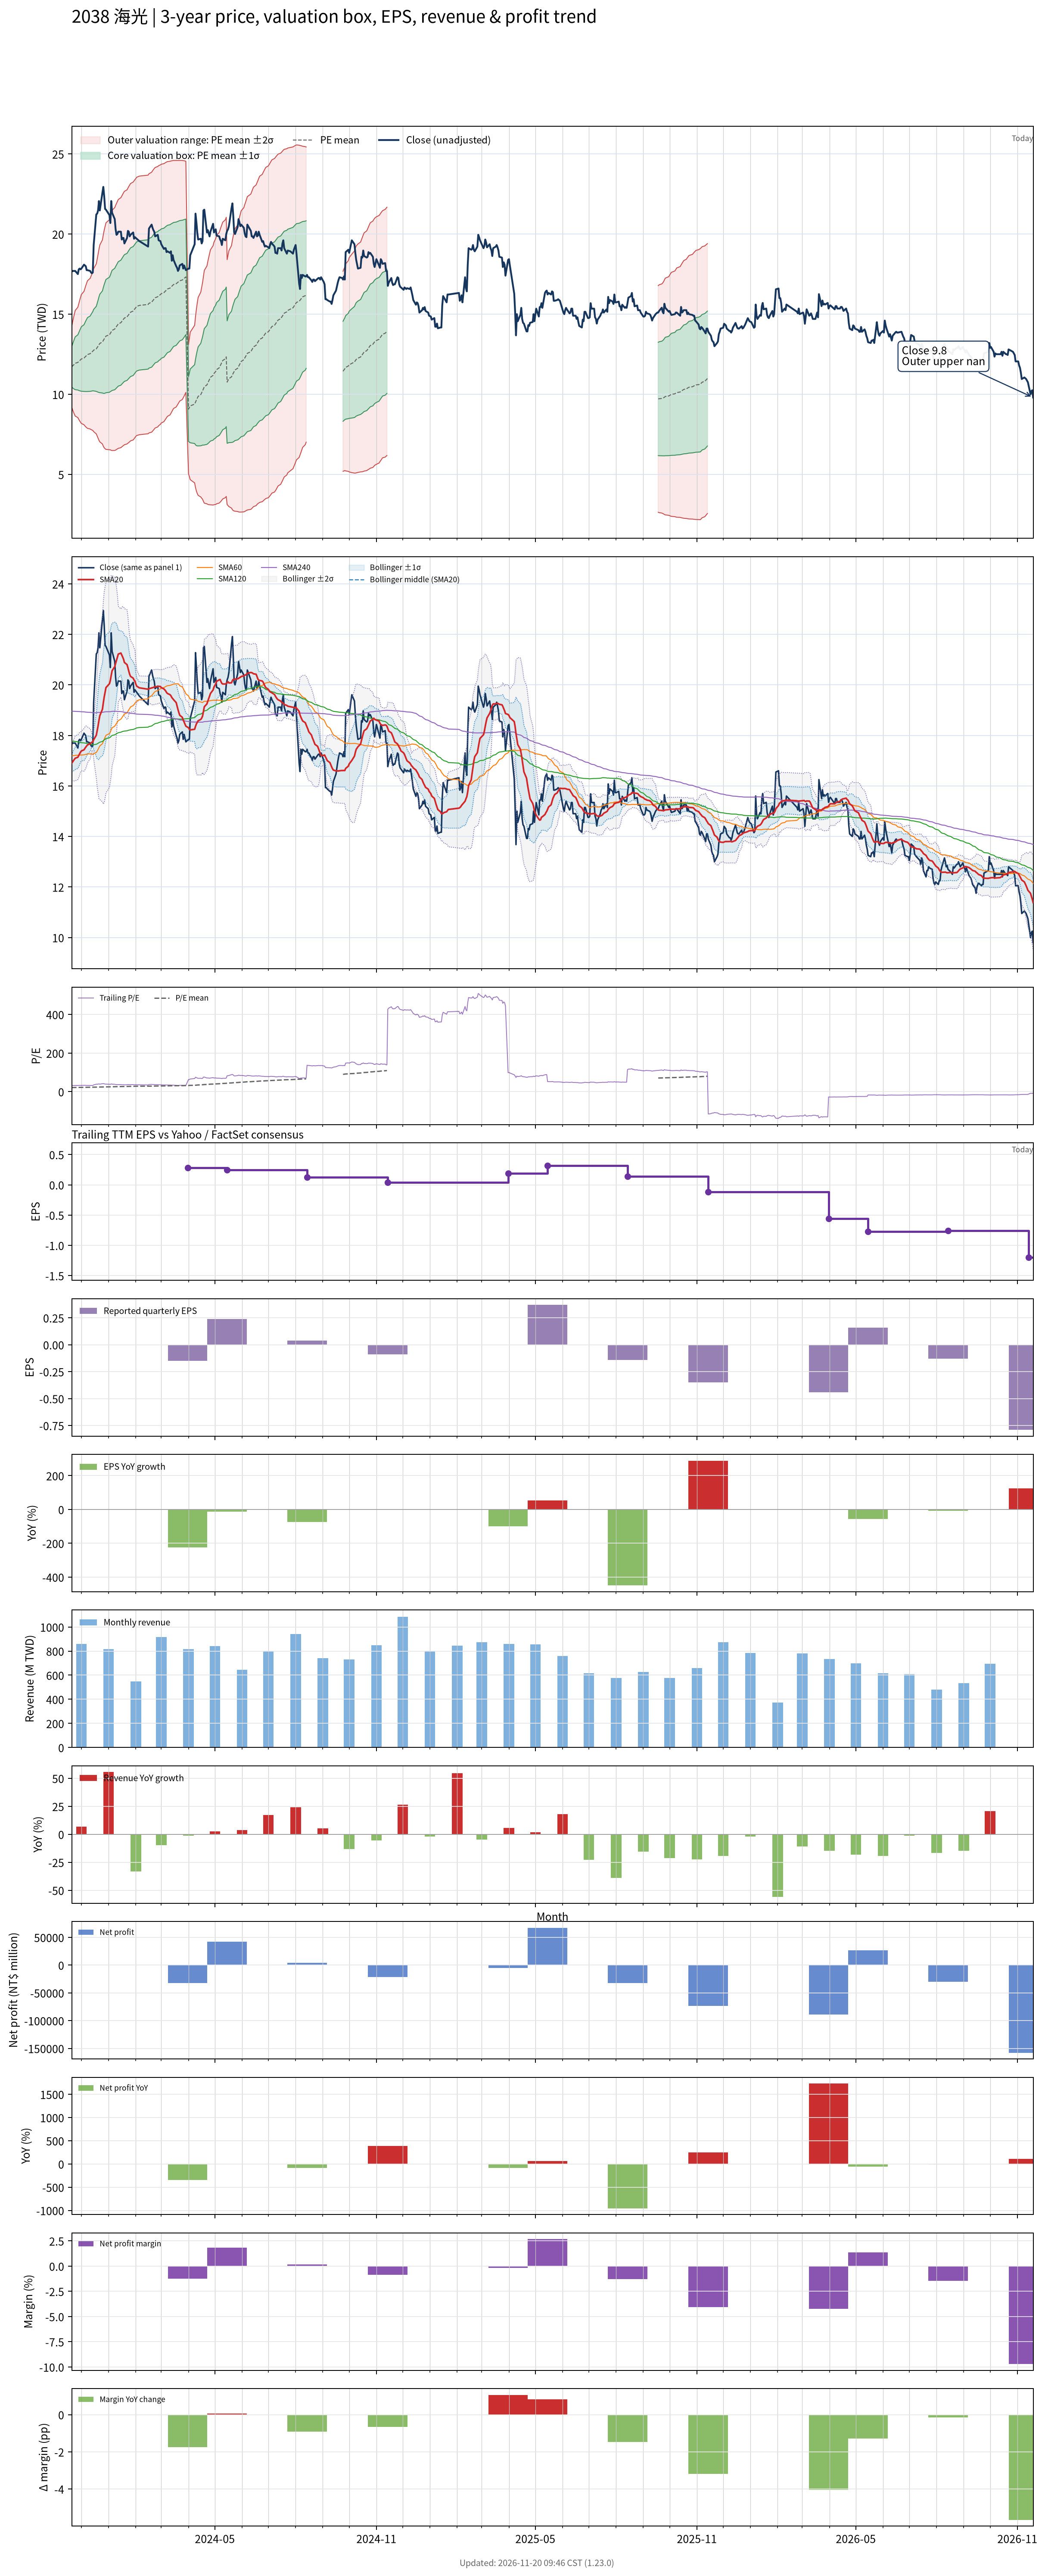 2038 海光 | 3-year price, valuation box, EPS, revenue & profit trend
Outer valuation range: PE mean ±2σ
Core valuation box: PE mean ±1σ
PE mean
Close (unadjusted)
Today
25
20
15
10
5
Price (TWD)
Close 9.8
Outer upper nan
Close (same as panel 1)
SMA20
SMA60
SMA120
SMA240
Bollinger ±2σ
Bollinger ±1σ
Bollinger middle (SMA20)
24
22
20
18
16
14
12
10
Price
Trailing P/E
P/E mean
400
200
0
P/E
Trailing TTM EPS vs Yahoo / FactSet consensus
Today
0.5
0.0
-0.5
-1.0
-1.5
EPS
Reported quarterly EPS
0.25
0.00
-0.25
-0.50
-0.75
EPS
EPS YoY growth
200
0
-200
-400
YoY (%)
Monthly revenue
1000
800
600
400
200
0
Revenue (M TWD)
Revenue YoY growth
50
25
0
-25
-50
YoY (%)
Month
Net profit
50000
0
-50000
-100000
-150000
Net profit (NT$ million)
Net profit YoY
1500
1000
500
0
-500
-1000
YoY (%)
Net profit margin
2.5
0.0
-2.5
-5.0
-7.5
-10.0
Margin (%)
Margin YoY change
0
-2
-4
Δ margin (pp)
2024-05
2024-11
2025-05
2025-11
2026-05
2026-11
Updated: 2026-11-20 09:46 CST (1.23.0)